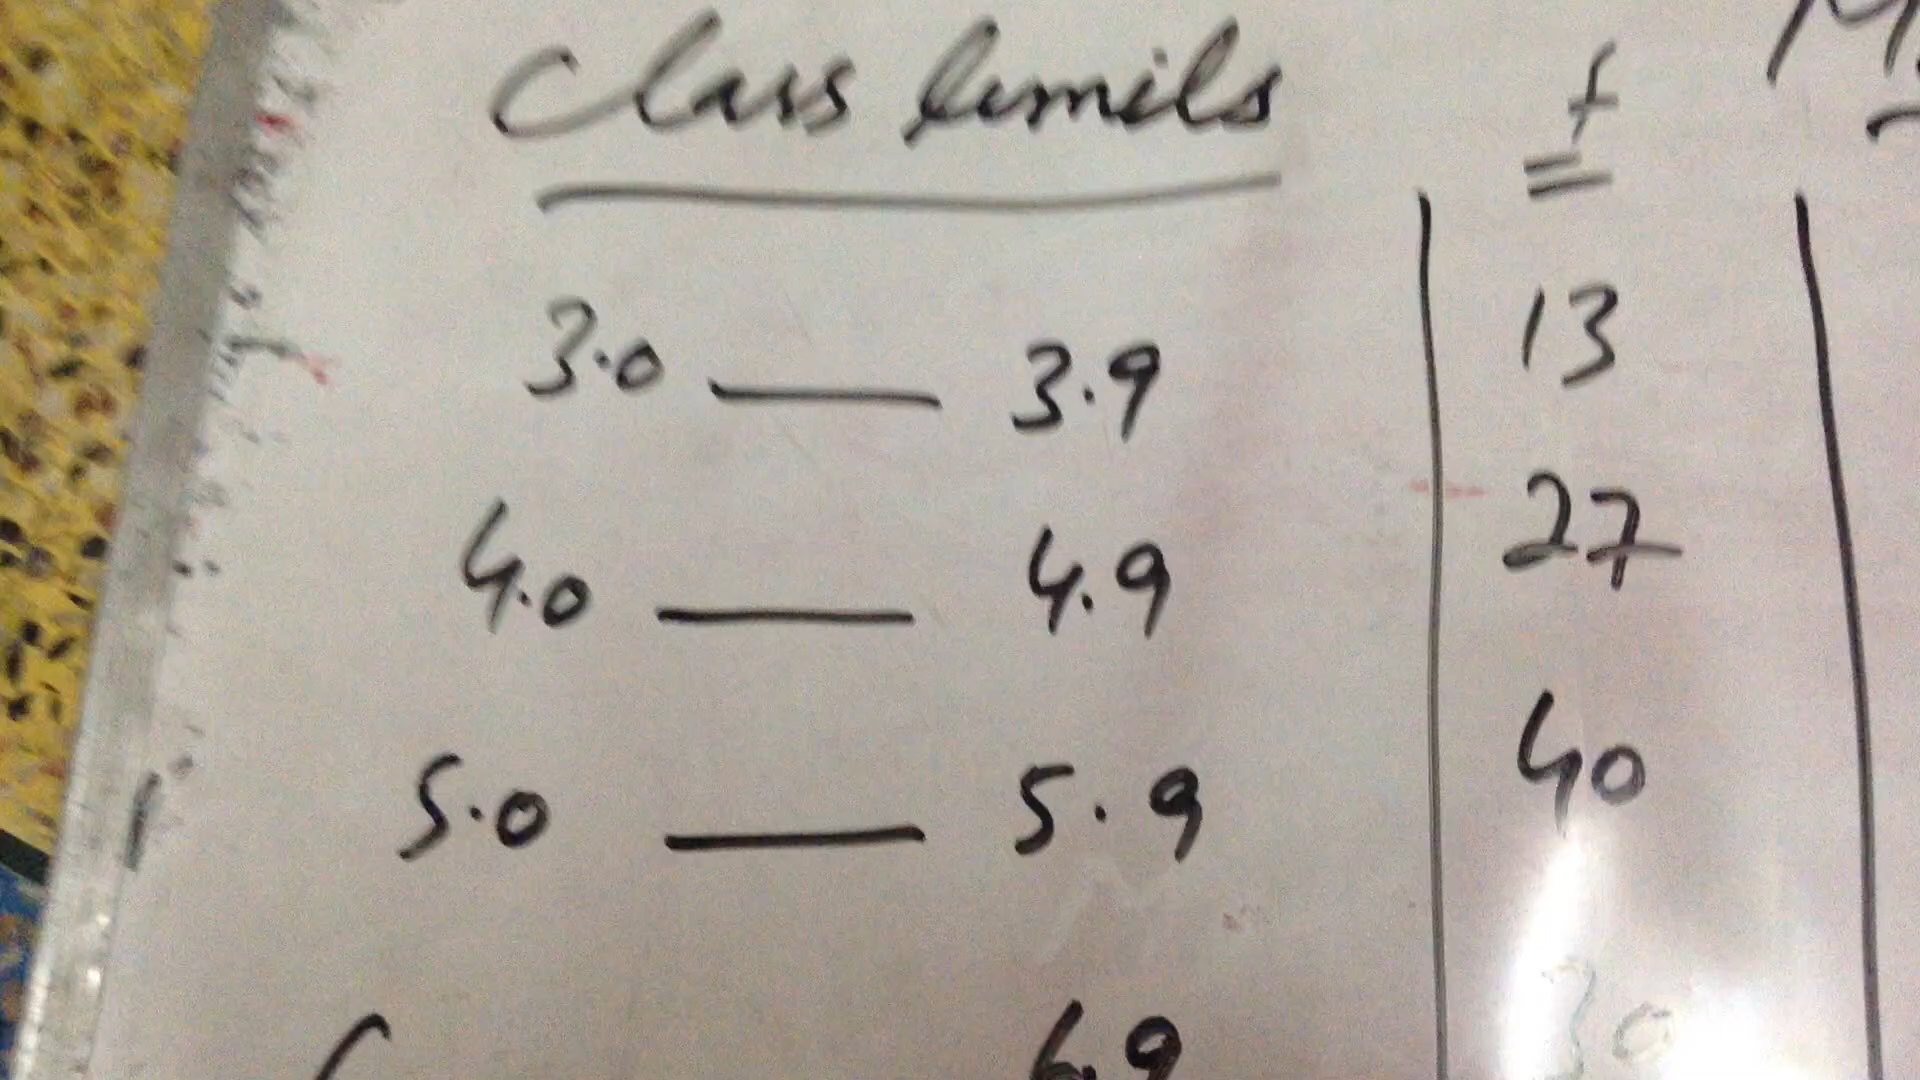 Class limits f
3.0 — 3.9 13
4.0 — 4.9 27
5.0 — 5.9 40
6.9 30